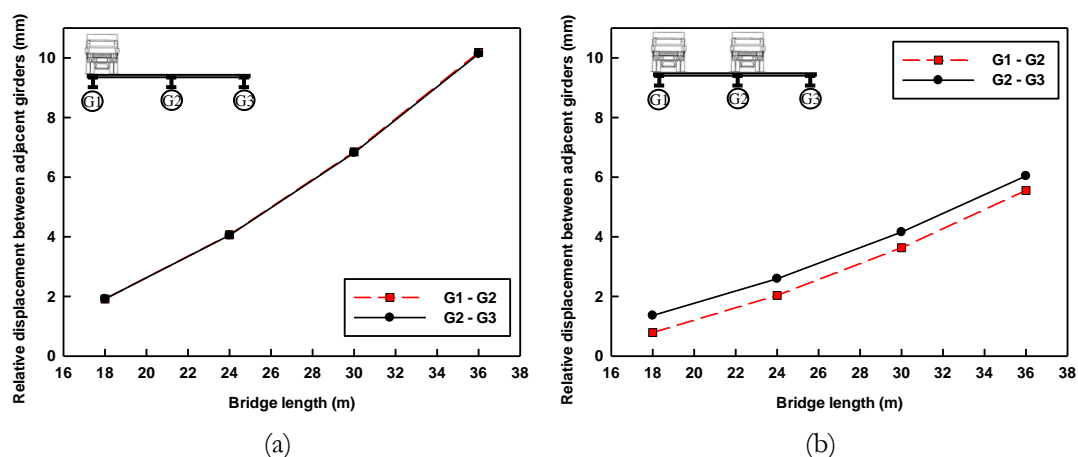 Relative displacement between adjacent girders (mm)
10
8
6
4
2
0
G1 G2 G3
G1 - G2
G2 - G3
16 18 20 22 24 26 28 30 32 34 36 38
Bridge length (m)
(a)
Relative displacement between adjacent girders (mm)
10
8
6
4
2
0
G1 G2 G3
G1 - G2
G2 - G3
16 18 20 22 24 26 28 30 32 34 36 38
Bridge length (m)
(b)